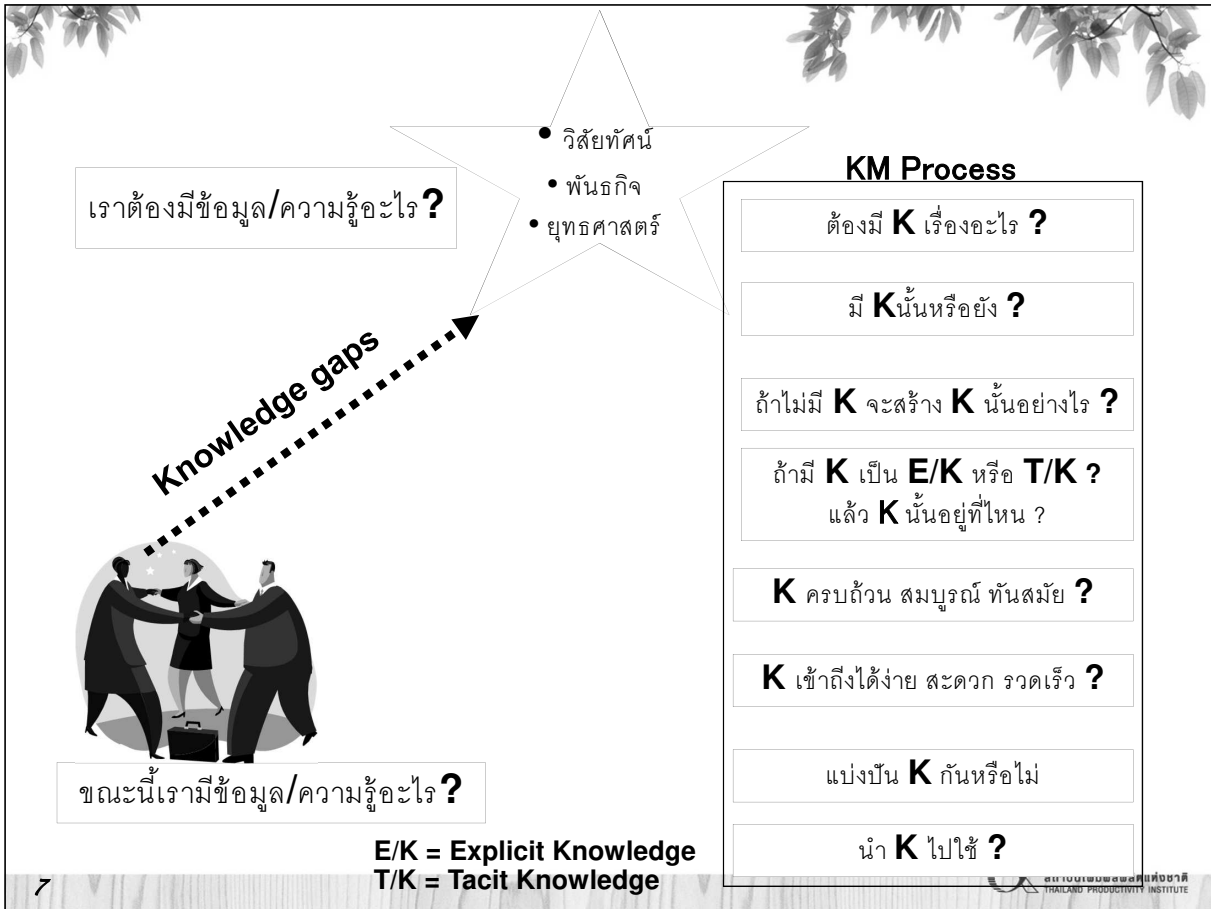 • วิสัยทัศน์
• พันธกิจ
• ยุทธศาสตร์
เราต้องมีข้อมูล/ความรู้อะไร?
Knowledge gaps
ขณะนี้เรามีข้อมูล/ความรู้อะไร?
KM Process
ต้องมี K เรื่องอะไร ?
มี Kนั้นหรือยัง ?
ถ้าไม่มี K จะสร้าง K นั้นอย่างไร ?
ถ้ามี K เป็น E/K หรือ T/K ?
แล้ว K นั้นอยู่ที่ไหน ?
K ครบถ้วน สมบูรณ์ ทันสมัย ?
K เข้าถึงได้ง่าย สะดวก รวดเร็ว ?
แบ่งปัน K กันหรือไม่
นำ K ไปใช้ ?
E/K = Explicit Knowledge
T/K = Tacit Knowledge
7
THAILAND PRODUCTIVITY INSTITUTE